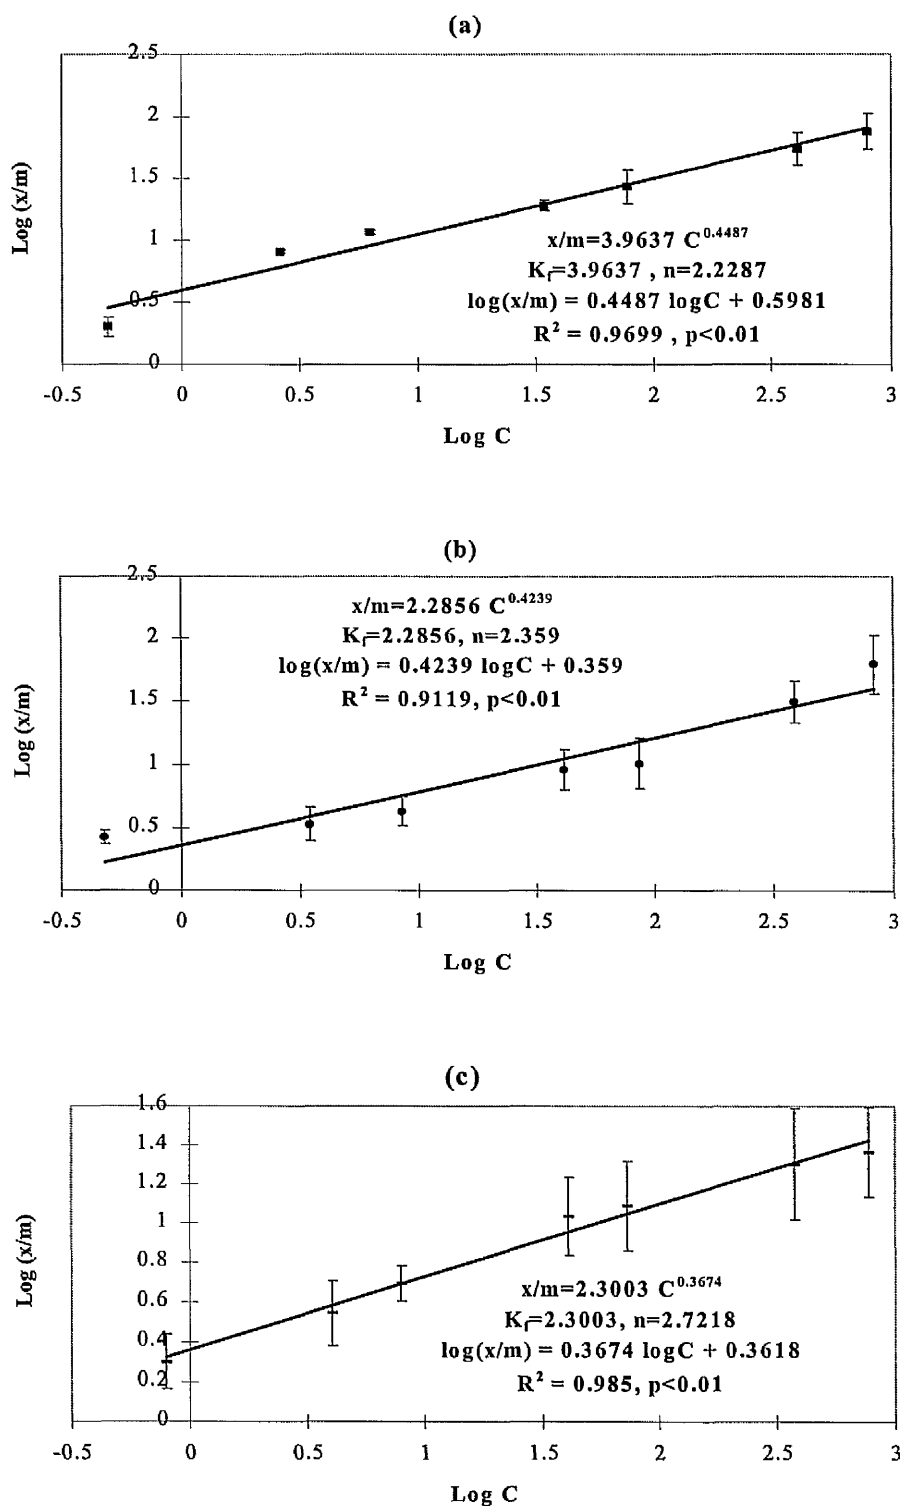 (a)
2.5
2
1.5
1
0.5
0
Log (x/m)
x/m=3.9637 C^0.4487
K_f=3.9637 , n=2.2287
log(x/m) = 0.4487 logC + 0.5981
R² = 0.9699 , p<0.01
-0.5 0 0.5 1 1.5 2 2.5 3
Log C
(b)
2.5
2
1.5
1
0.5
0
Log (x/m)
x/m=2.2856 C^0.4239
K_f=2.2856, n=2.359
log(x/m) = 0.4239 logC + 0.359
R² = 0.9119, p<0.01
-0.5 0 0.5 1 1.5 2 2.5 3
Log C
(c)
1.6
1.4
1.2
1
0.8
0.6
0.4
0.2
0
Log (x/m)
x/m=2.3003 C^0.3674
K_f=2.3003, n=2.7218
log(x/m) = 0.3674 logC + 0.3618
R² = 0.985, p<0.01
-0.5 0 0.5 1 1.5 2 2.5 3
Log C